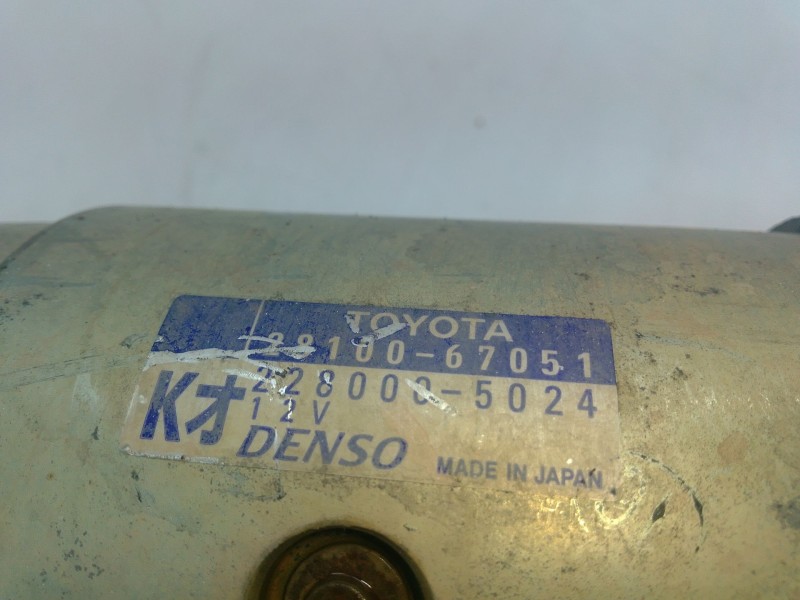 TOYOTA
28100-67051
228000-5024
12V
Kオ
DENSO
MADE IN JAPAN